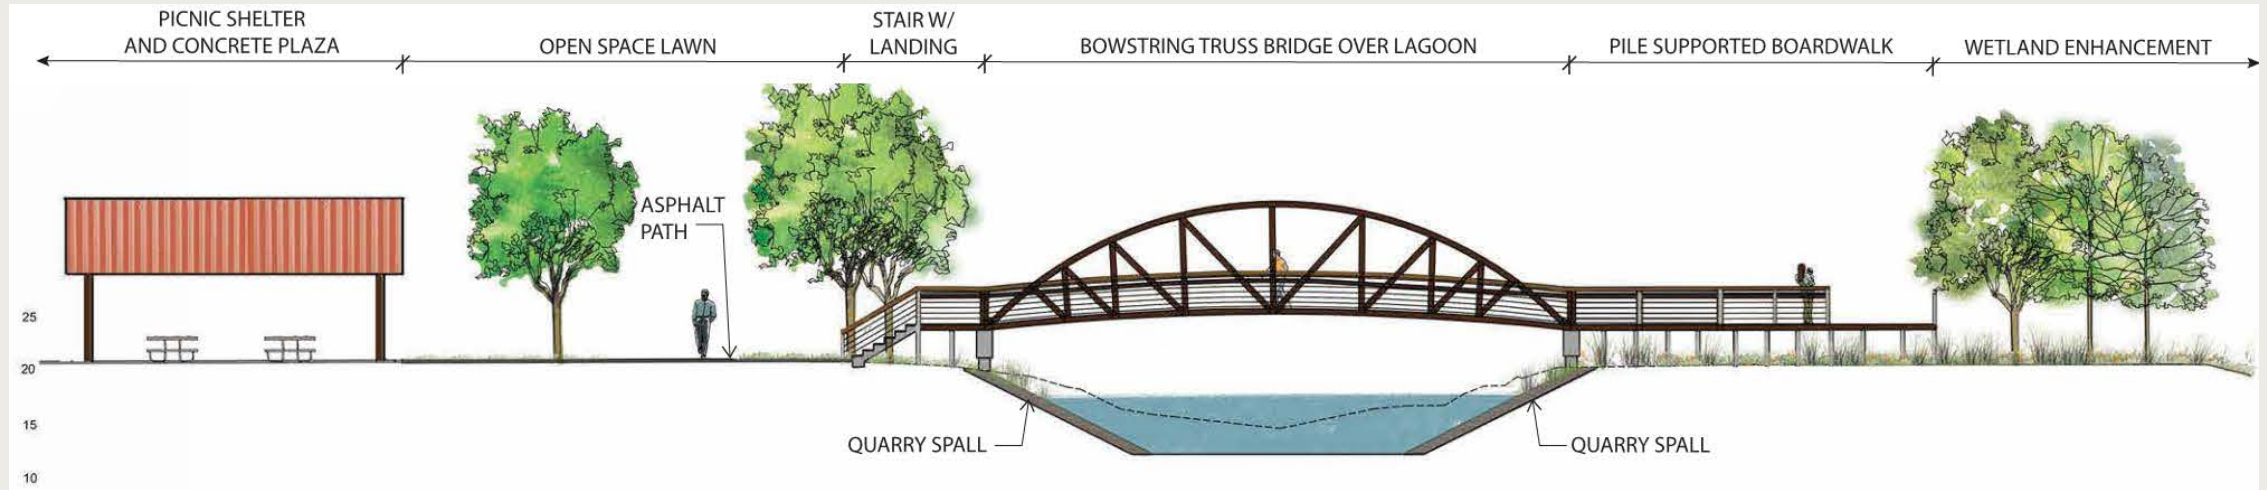 PICNIC SHELTER
AND CONCRETE PLAZA
OPEN SPACE LAWN
STAIR W/
LANDING
BOWSTRING TRUSS BRIDGE OVER LAGOON
PILE SUPPORTED BOARDWALK
WETLAND ENHANCEMENT
ASPHALT
PATH
25
20
15
10
QUARRY SPALL
QUARRY SPALL